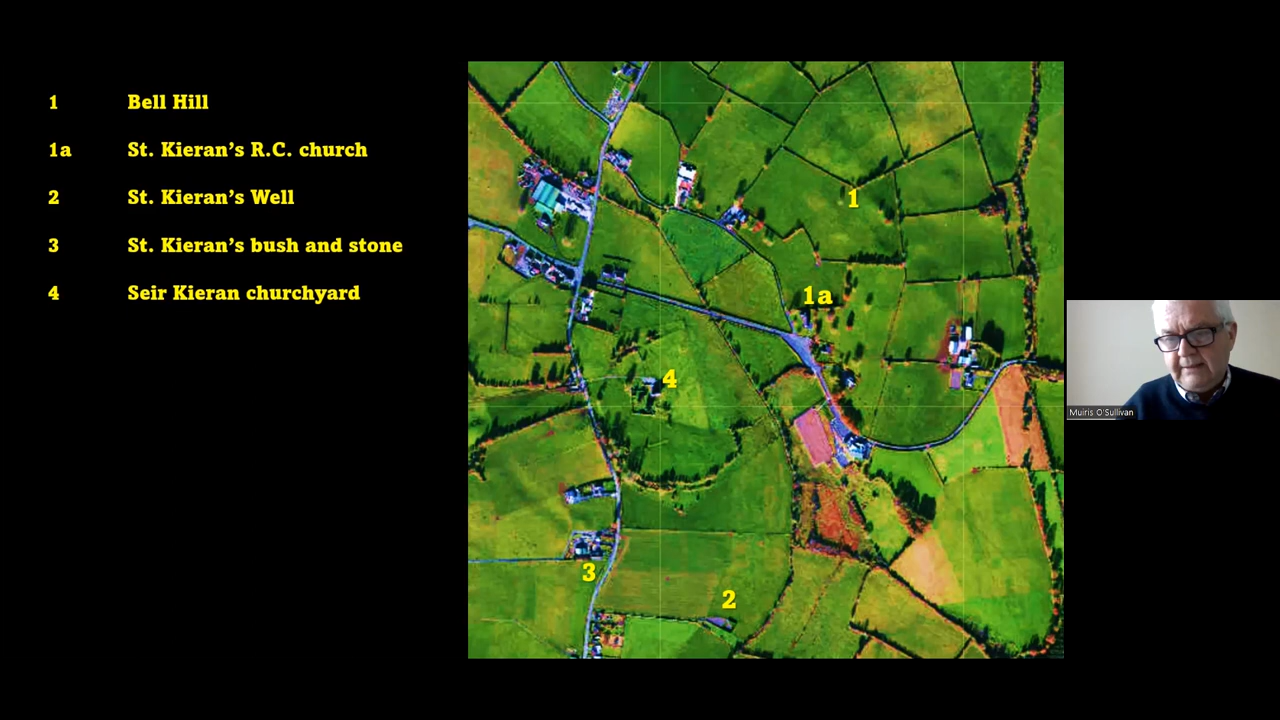 1 Bell Hill
1a St. Kieran's R.C. church
2 St. Kieran's Well
3 St. Kieran's bush and stone
4 Seir Kieran churchyard
1
1a
4
3
2
Muiris O'Sullivan